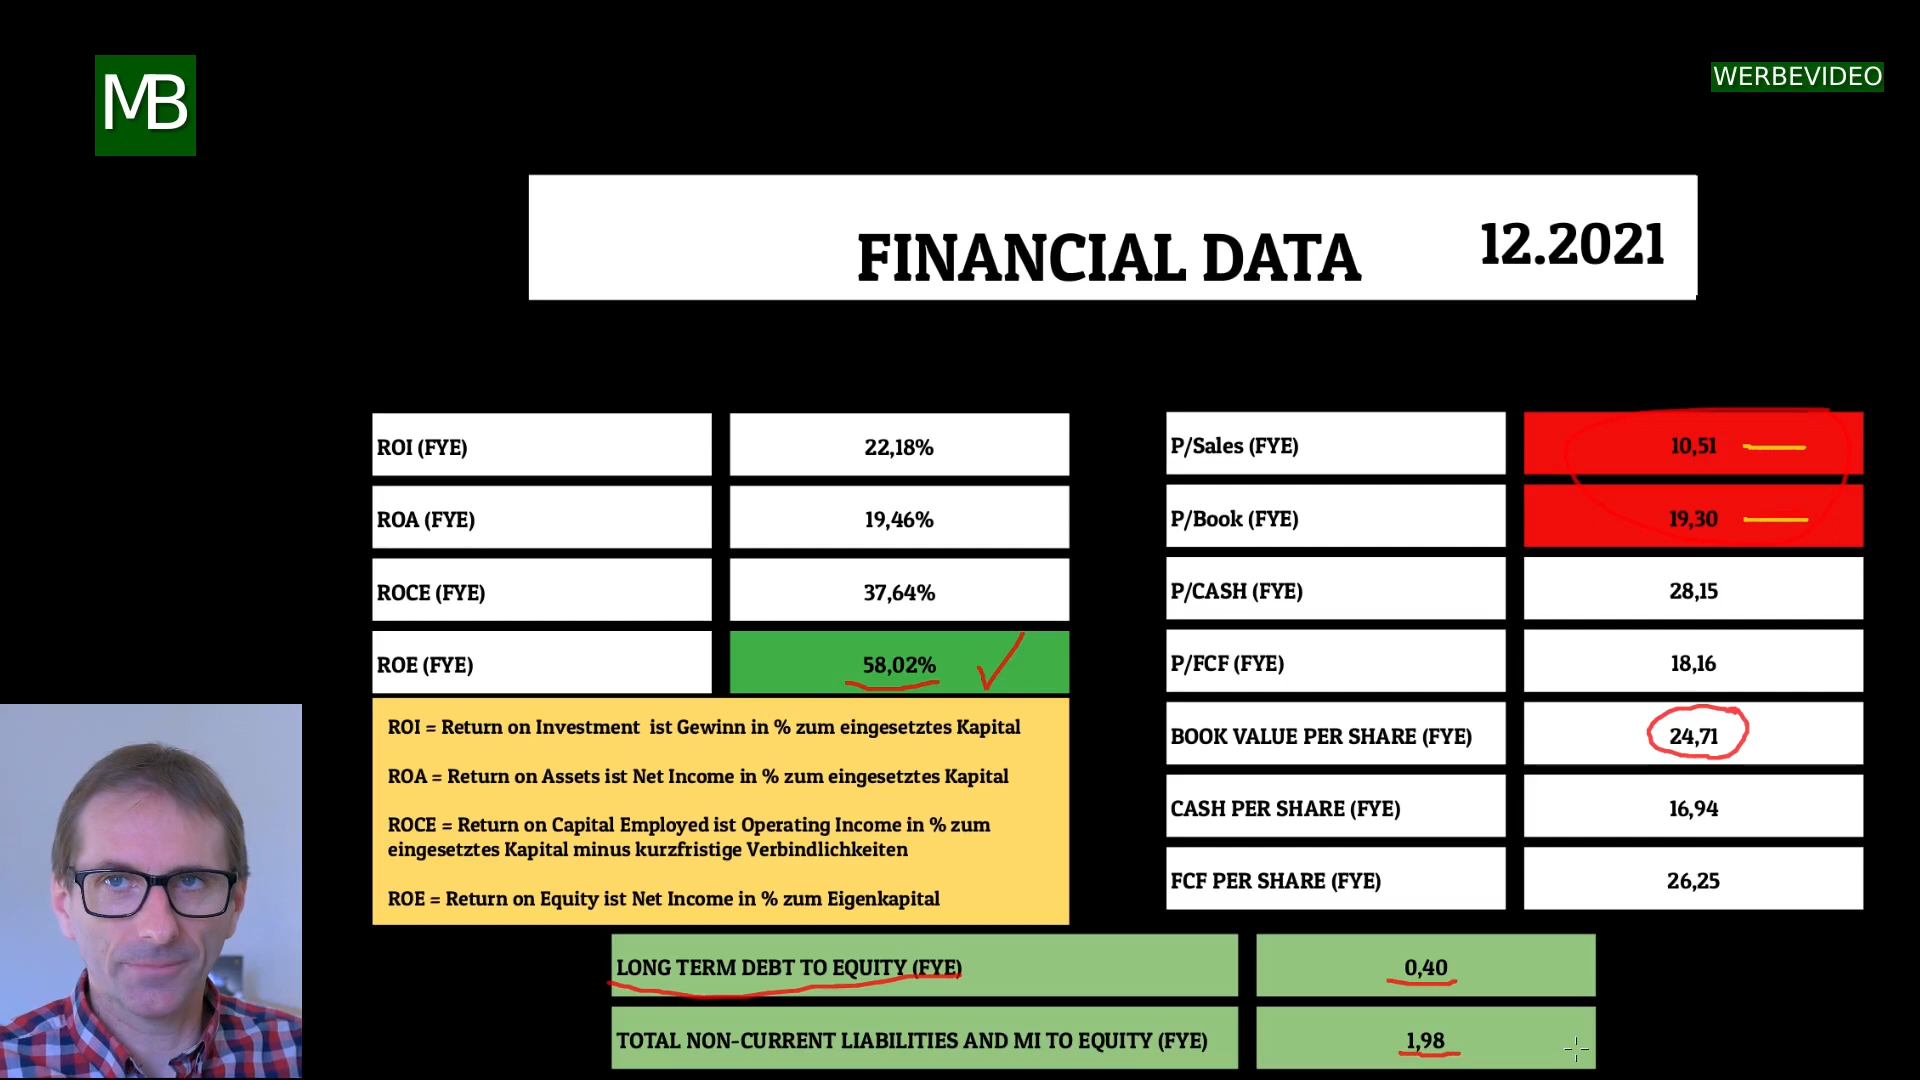 MB
WERBEVIDEO
FINANCIAL DATA
12.2021
ROI (FYE) 22,18%
ROA (FYE) 19,46%
ROCE (FYE) 37,64%
ROE (FYE) 58,02%
ROI = Return on Investment ist Gewinn in % zum eingesetztes Kapital
ROA = Return on Assets ist Net Income in % zum eingesetztes Kapital
ROCE = Return on Capital Employed ist Operating Income in % zum
eingesetztes Kapital minus kurzfristige Verbindlichkeiten
ROE = Return on Equity ist Net Income in % zum Eigenkapital
P/Sales (FYE) 10,51
P/Book (FYE) 19,30
P/CASH (FYE) 28,15
P/FCF (FYE) 18,16
BOOK VALUE PER SHARE (FYE) 24,71
CASH PER SHARE (FYE) 16,94
FCF PER SHARE (FYE) 26,25
LONG TERM DEBT TO EQUITY (FYE) 0,40
TOTAL NON-CURRENT LIABILITIES AND MI TO EQUITY (FYE) 1,98